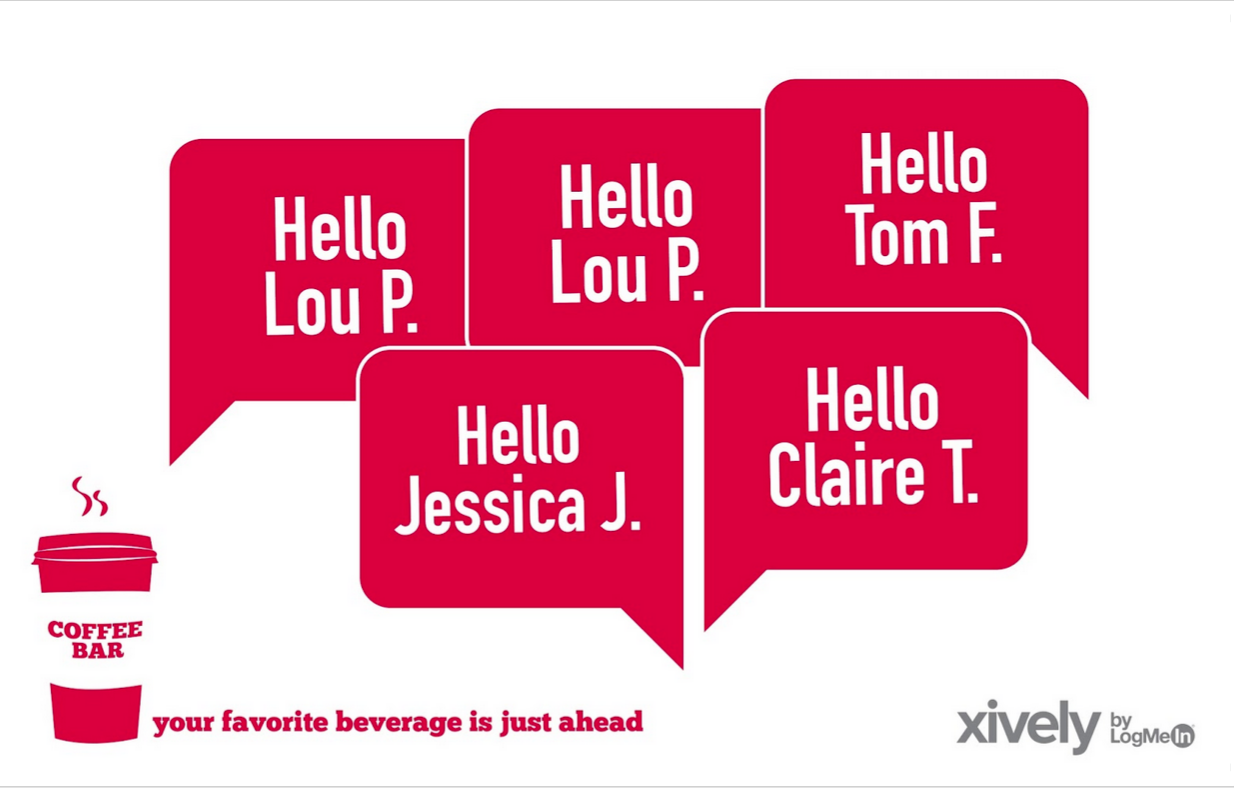 Hello
Lou P.
Hello
Lou P.
Hello
Tom F.
Hello
Jessica J.
Hello
Claire T.
COFFEE
BAR
your favorite beverage is just ahead
xively by
LogMeIn